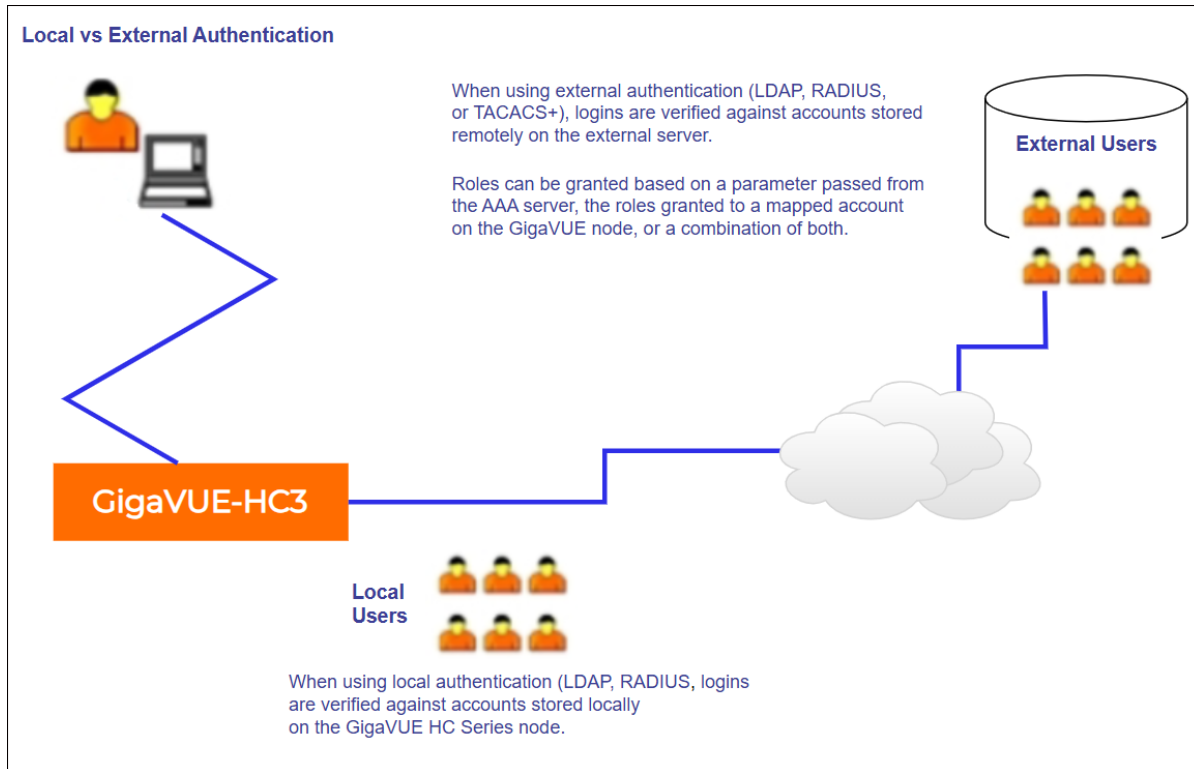 Local vs External Authentication
When using external authentication (LDAP, RADIUS,
or TACACS+), logins are verified against accounts stored
remotely on the external server.
Roles can be granted based on a parameter passed from
the AAA server, the roles granted to a mapped account
on the GigaVUE node, or a combination of both.
External Users
GigaVUE-HC3
Local
Users
When using local authentication (LDAP, RADIUS, logins
are verified against accounts stored locally
on the GigaVUE HC Series node.